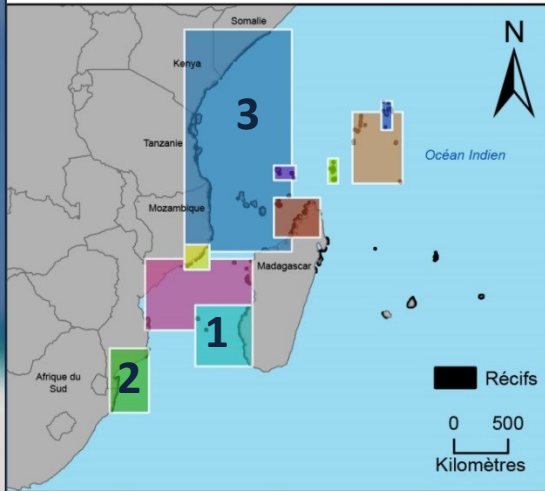 Somalie
N
Kenya
3
Tanzanie
Océan Indien
Mozambique
Madagascar
1
2
Afrique du
Sud
Récifs
0 500
Kilomètres